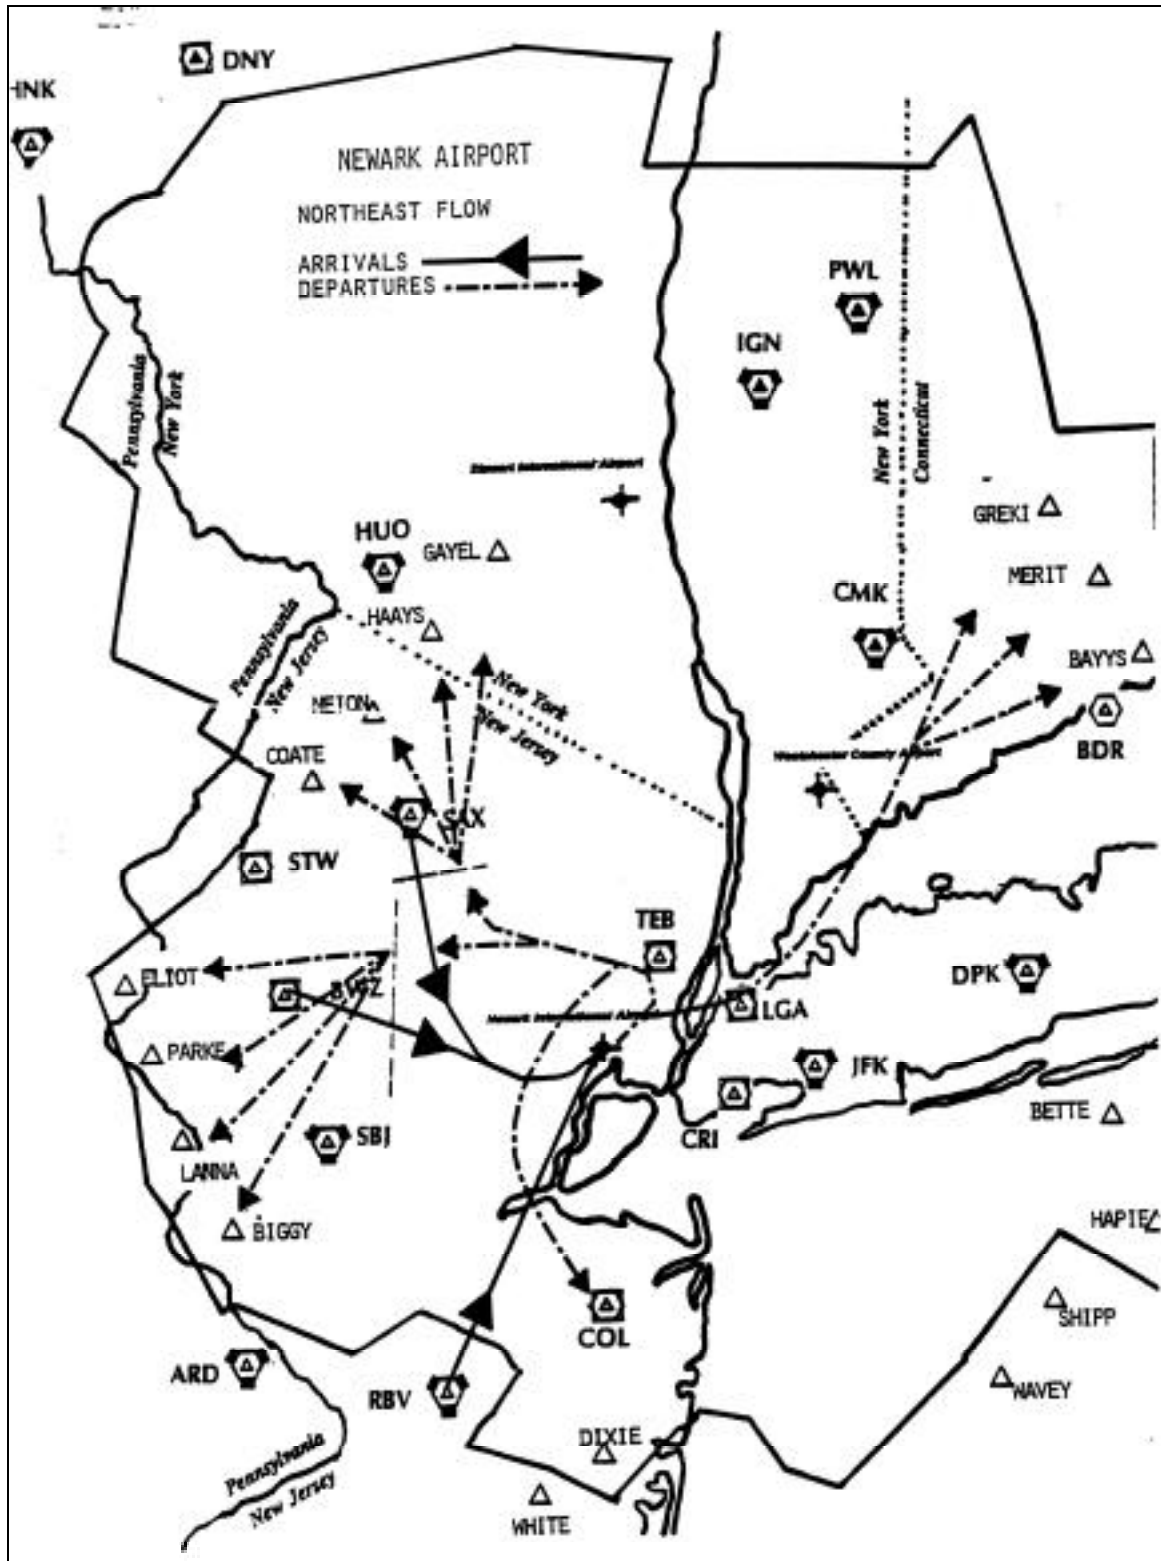 DNY
HNK
NEWARK AIRPORT
NORTHEAST FLOW
ARRIVALS
DEPARTURES
PWL
IGN
Pennsylvania
New York
New York
Connecticut
Stewart International Airport
GREKI
HUO
GAYEL
MERIT
CMK
HAAYS
Pennsylvania
New Jersey
BAYYS
New York
New Jersey
NEION
BDR
Westchester County Airport
COATE
SAX
STW
TEB
ELIOT
BWZ
DPK
Newark International Airport
LGA
PARKE
JFK
BETTE
SBJ
CRI
LANNA
BIGGY
HAPIE
SHIPP
COL
ARD
RBV
WAVEY
DIXIE
Pennsylvania
New Jersey
WHITE